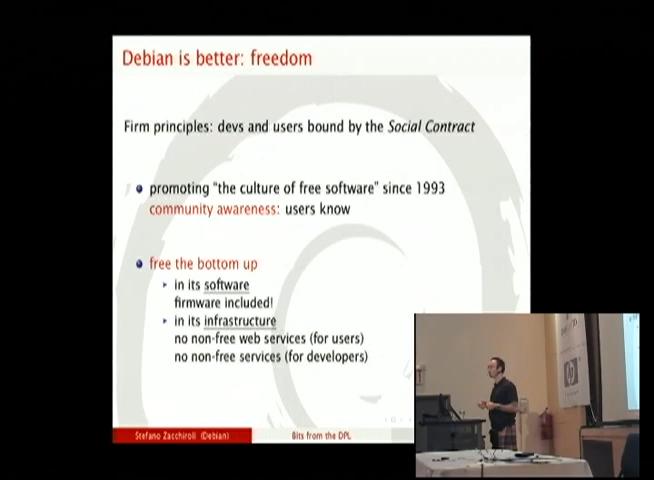 Debian is better: freedom
Firm principles: devs and users bound by the Social Contract
promoting "the culture of free software" since 1993
community awareness: users know
free the bottom up
in its software
firmware included!
in its infrastructure
no non-free web services (for users)
no non-free services (for developers)
Stefano Zacchiroli (Debian)
Bits from the DPL
hp